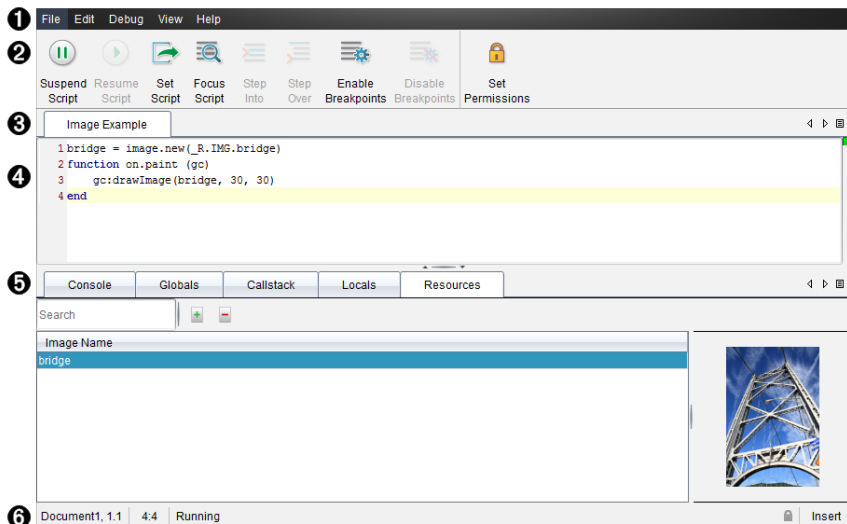 1 File Edit Debug View Help
2 Suspend Script Resume Script Set Script Focus Script Step Into Step Over Enable Breakpoints Disable Breakpoints Set Permissions
3 Image Example
1 bridge = image.new(_R.IMG.bridge)
2 function on.paint (gc)
4 3 gc:drawImage(bridge, 30, 30)
4 end
5 Console Globals Callstack Locals Resources
Search
Image Name
bridge
6 Document1, 1.1 4:4 Running Insert